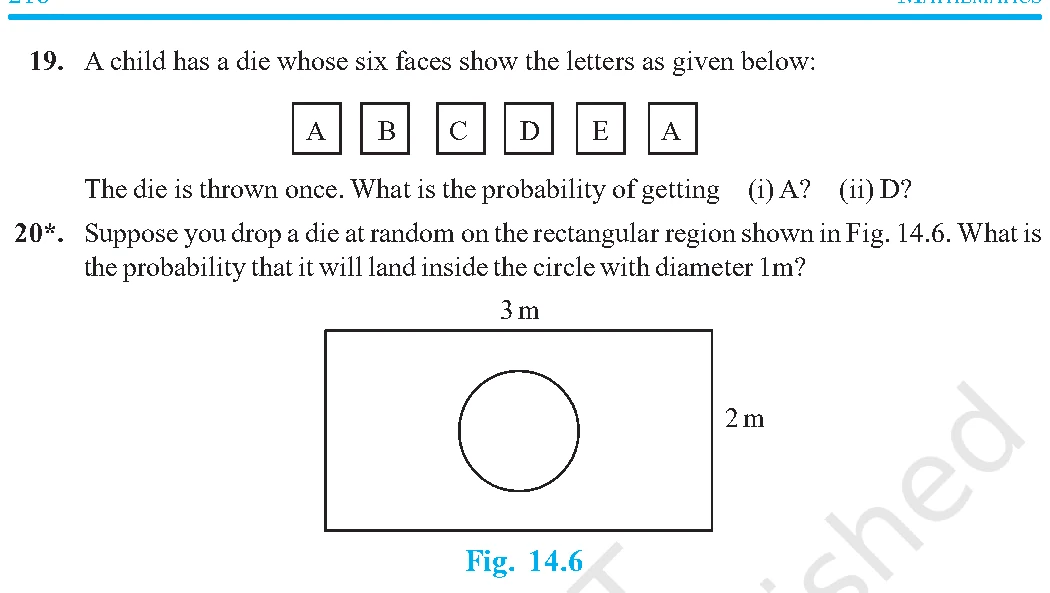 19. A child has a die whose six faces show the letters as given below:
A B C D E A
The die is thrown once. What is the probability of getting (i) A? (ii) D?
20*. Suppose you drop a die at random on the rectangular region shown in Fig. 14.6. What is
the probability that it will land inside the circle with diameter 1m?
3 m
2 m
Fig. 14.6